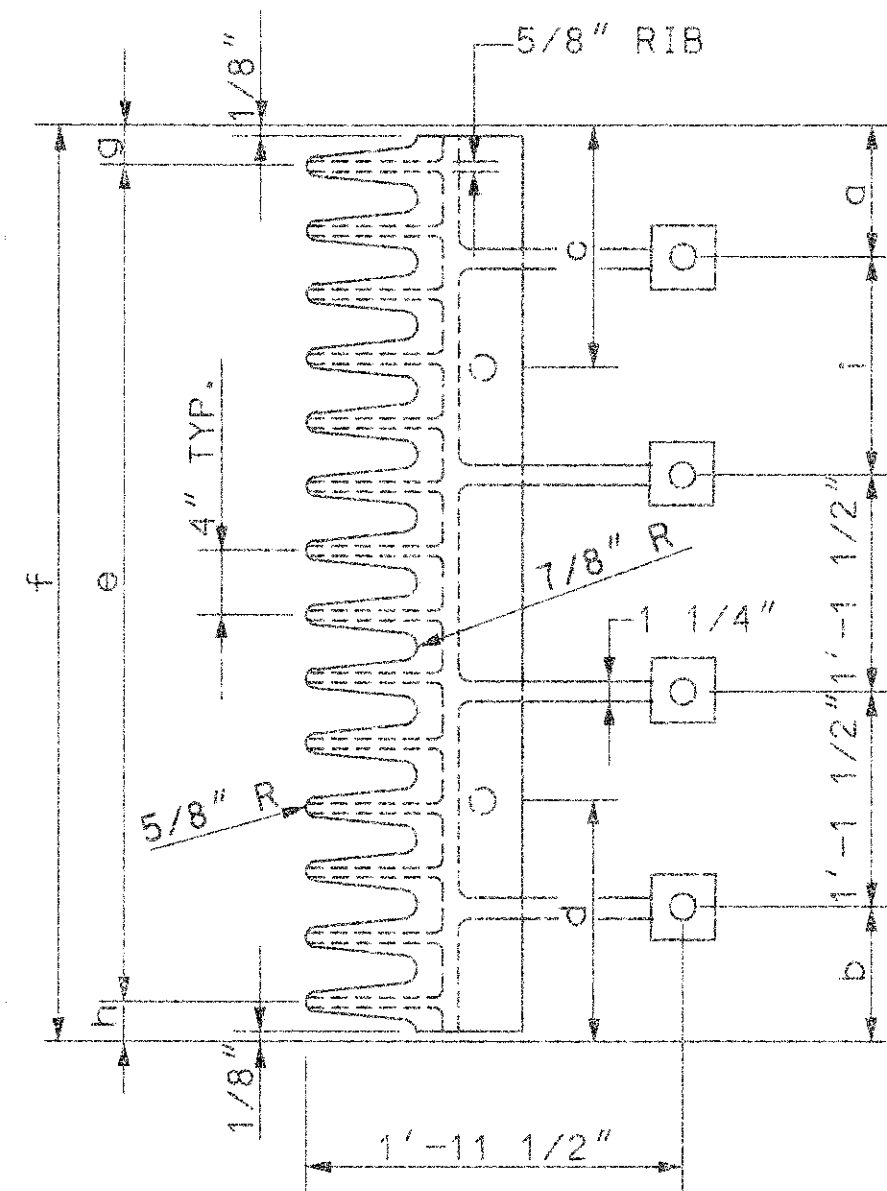 5/8" RIB
1/8"
g
f
e
4" TYP.
c
a
i
7/8" R
1 1/4"
1'-1 1/2"
1'-1 1/2"
5/8" R
d
b
h
1/8"
1'-11 1/2"